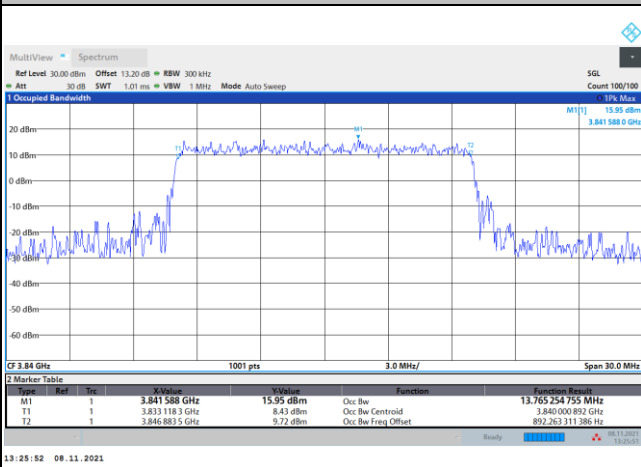 MultiView Spectrum
Ref Level 30.00 dBm Offset 13.20 dB RBW 300 kHz SGL
Att 30 dB SWT 1.01 ms VBW 1 MHz Mode Auto Sweep Count 100/100
1 Occupied Bandwidth 1Pk Max
M1[1] 15.95 dBm
3.841 588 0 GHz
20 dBm
M1
T1
T2
10 dBm
0 dBm
-10 dBm
-20 dBm
-30 dBm
-40 dBm
-50 dBm
-60 dBm
CF 3.84 GHz 1001 pts 3.0 MHz/ Span 30.0 MHz
2 Marker Table
Type Ref Trc X-Value Y-Value Function Function Result
M1 1 3.841 588 GHz 15.95 dBm Occ Bw 13.765 254 755 MHz
T1 1 3.833 118 3 GHz 8.43 dBm Occ Bw Centroid 3.840 000 892 GHz
T2 1 3.846 883 5 GHz 9.72 dBm Occ Bw Freq Offset 892.263 311 386 Hz
Ready 08.11.2021
13:25:51
13:25:52 08.11.2021